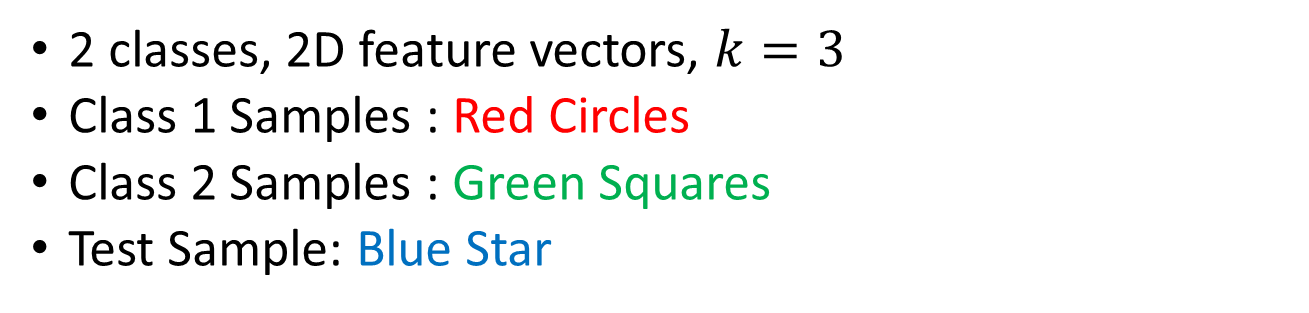 • 2 classes, 2D feature vectors, k = 3
• Class 1 Samples : Red Circles
• Class 2 Samples : Green Squares
• Test Sample: Blue Star